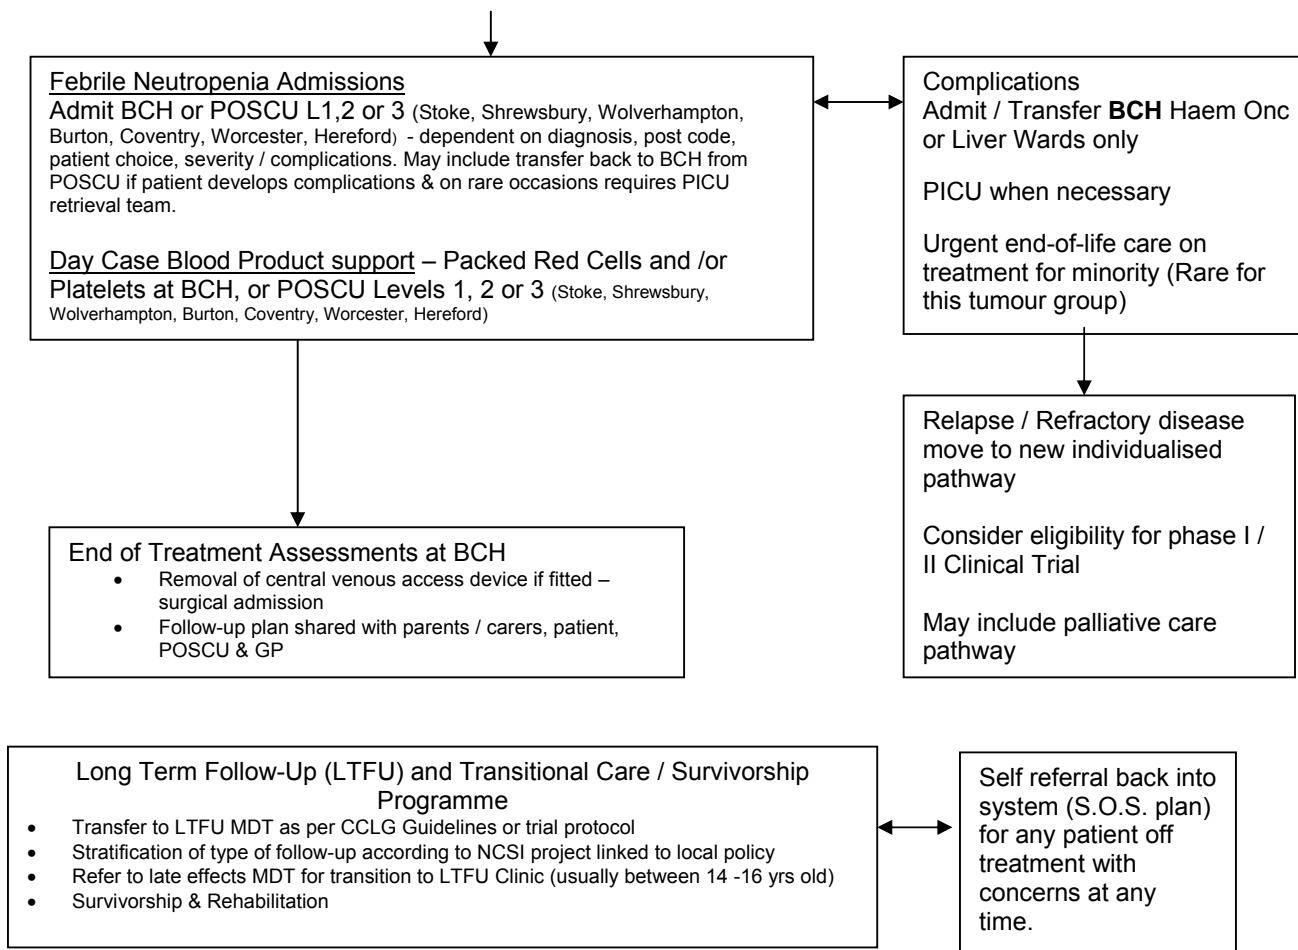 Febrile Neutropenia Admissions
Admit BCH or POSCU L1,2 or 3 (Stoke, Shrewsbury, Wolverhampton,
Burton, Coventry, Worcester, Hereford) - dependent on diagnosis, post code,
patient choice, severity / complications. May include transfer back to BCH from
POSCU if patient develops complications & on rare occasions requires PICU
retrieval team.
Day Case Blood Product support – Packed Red Cells and /or
Platelets at BCH, or POSCU Levels 1, 2 or 3 (Stoke, Shrewsbury,
Wolverhampton, Burton, Coventry, Worcester, Hereford)
Complications
Admit / Transfer BCH Haem Onc
or Liver Wards only
PICU when necessary
Urgent end-of-life care on
treatment for minority (Rare for
this tumour group)
Relapse / Refractory disease
move to new individualised
pathway
Consider eligibility for phase I /
II Clinical Trial
May include palliative care
pathway
End of Treatment Assessments at BCH
• Removal of central venous access device if fitted –
surgical admission
• Follow-up plan shared with parents / carers, patient,
POSCU & GP
Long Term Follow-Up (LTFU) and Transitional Care / Survivorship
Programme
• Transfer to LTFU MDT as per CCLG Guidelines or trial protocol
• Stratification of type of follow-up according to NCSI project linked to local policy
• Refer to late effects MDT for transition to LTFU Clinic (usually between 14 -16 yrs old)
• Survivorship & Rehabilitation
Self referral back into
system (S.O.S. plan)
for any patient off
treatment with
concerns at any
time.